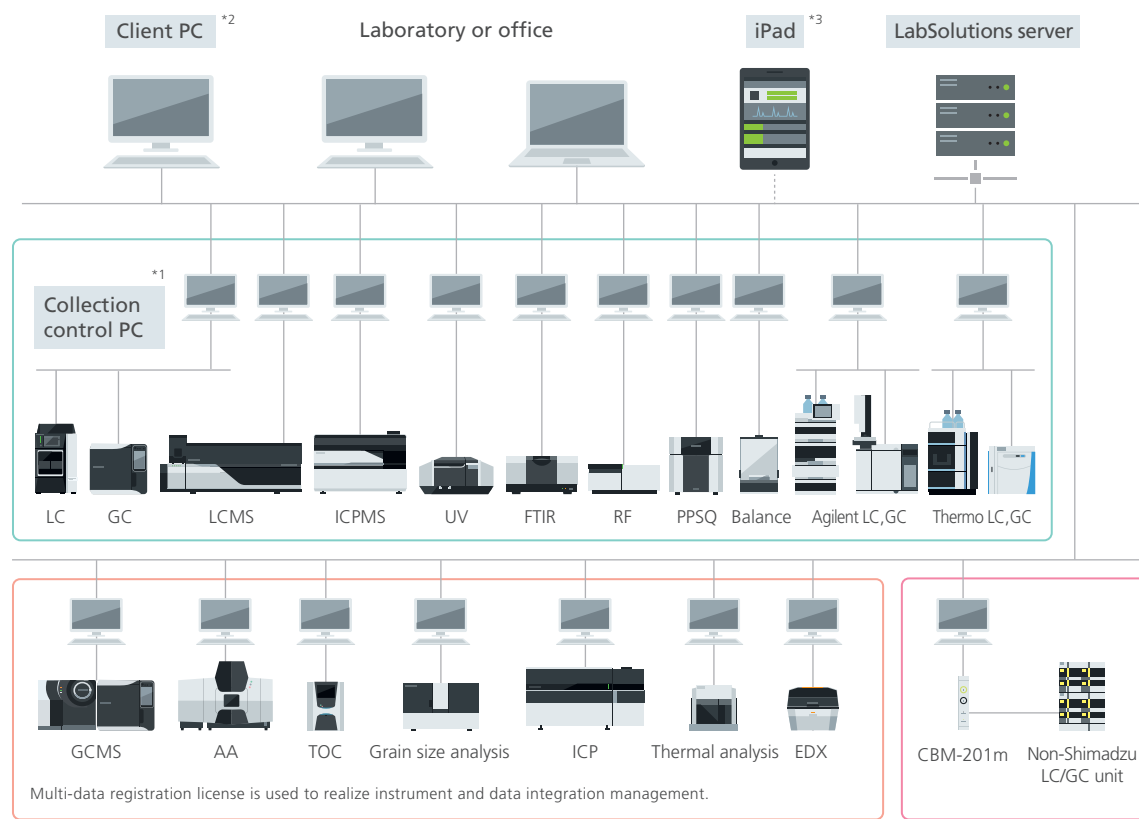 Client PC *2
Laboratory or office
iPad *3
LabSolutions server
*1
Collection
control PC
LC
GC
LCMS
ICPMS
UV
FTIR
RF
PPSQ
Balance
Agilent LC,GC
Thermo LC,GC
GCMS
AA
TOC
Grain size analysis
ICP
Thermal analysis
EDX
Multi-data registration license is used to realize instrument and data integration management.
CBM-201m
Non-Shimadzu
LC/GC unit